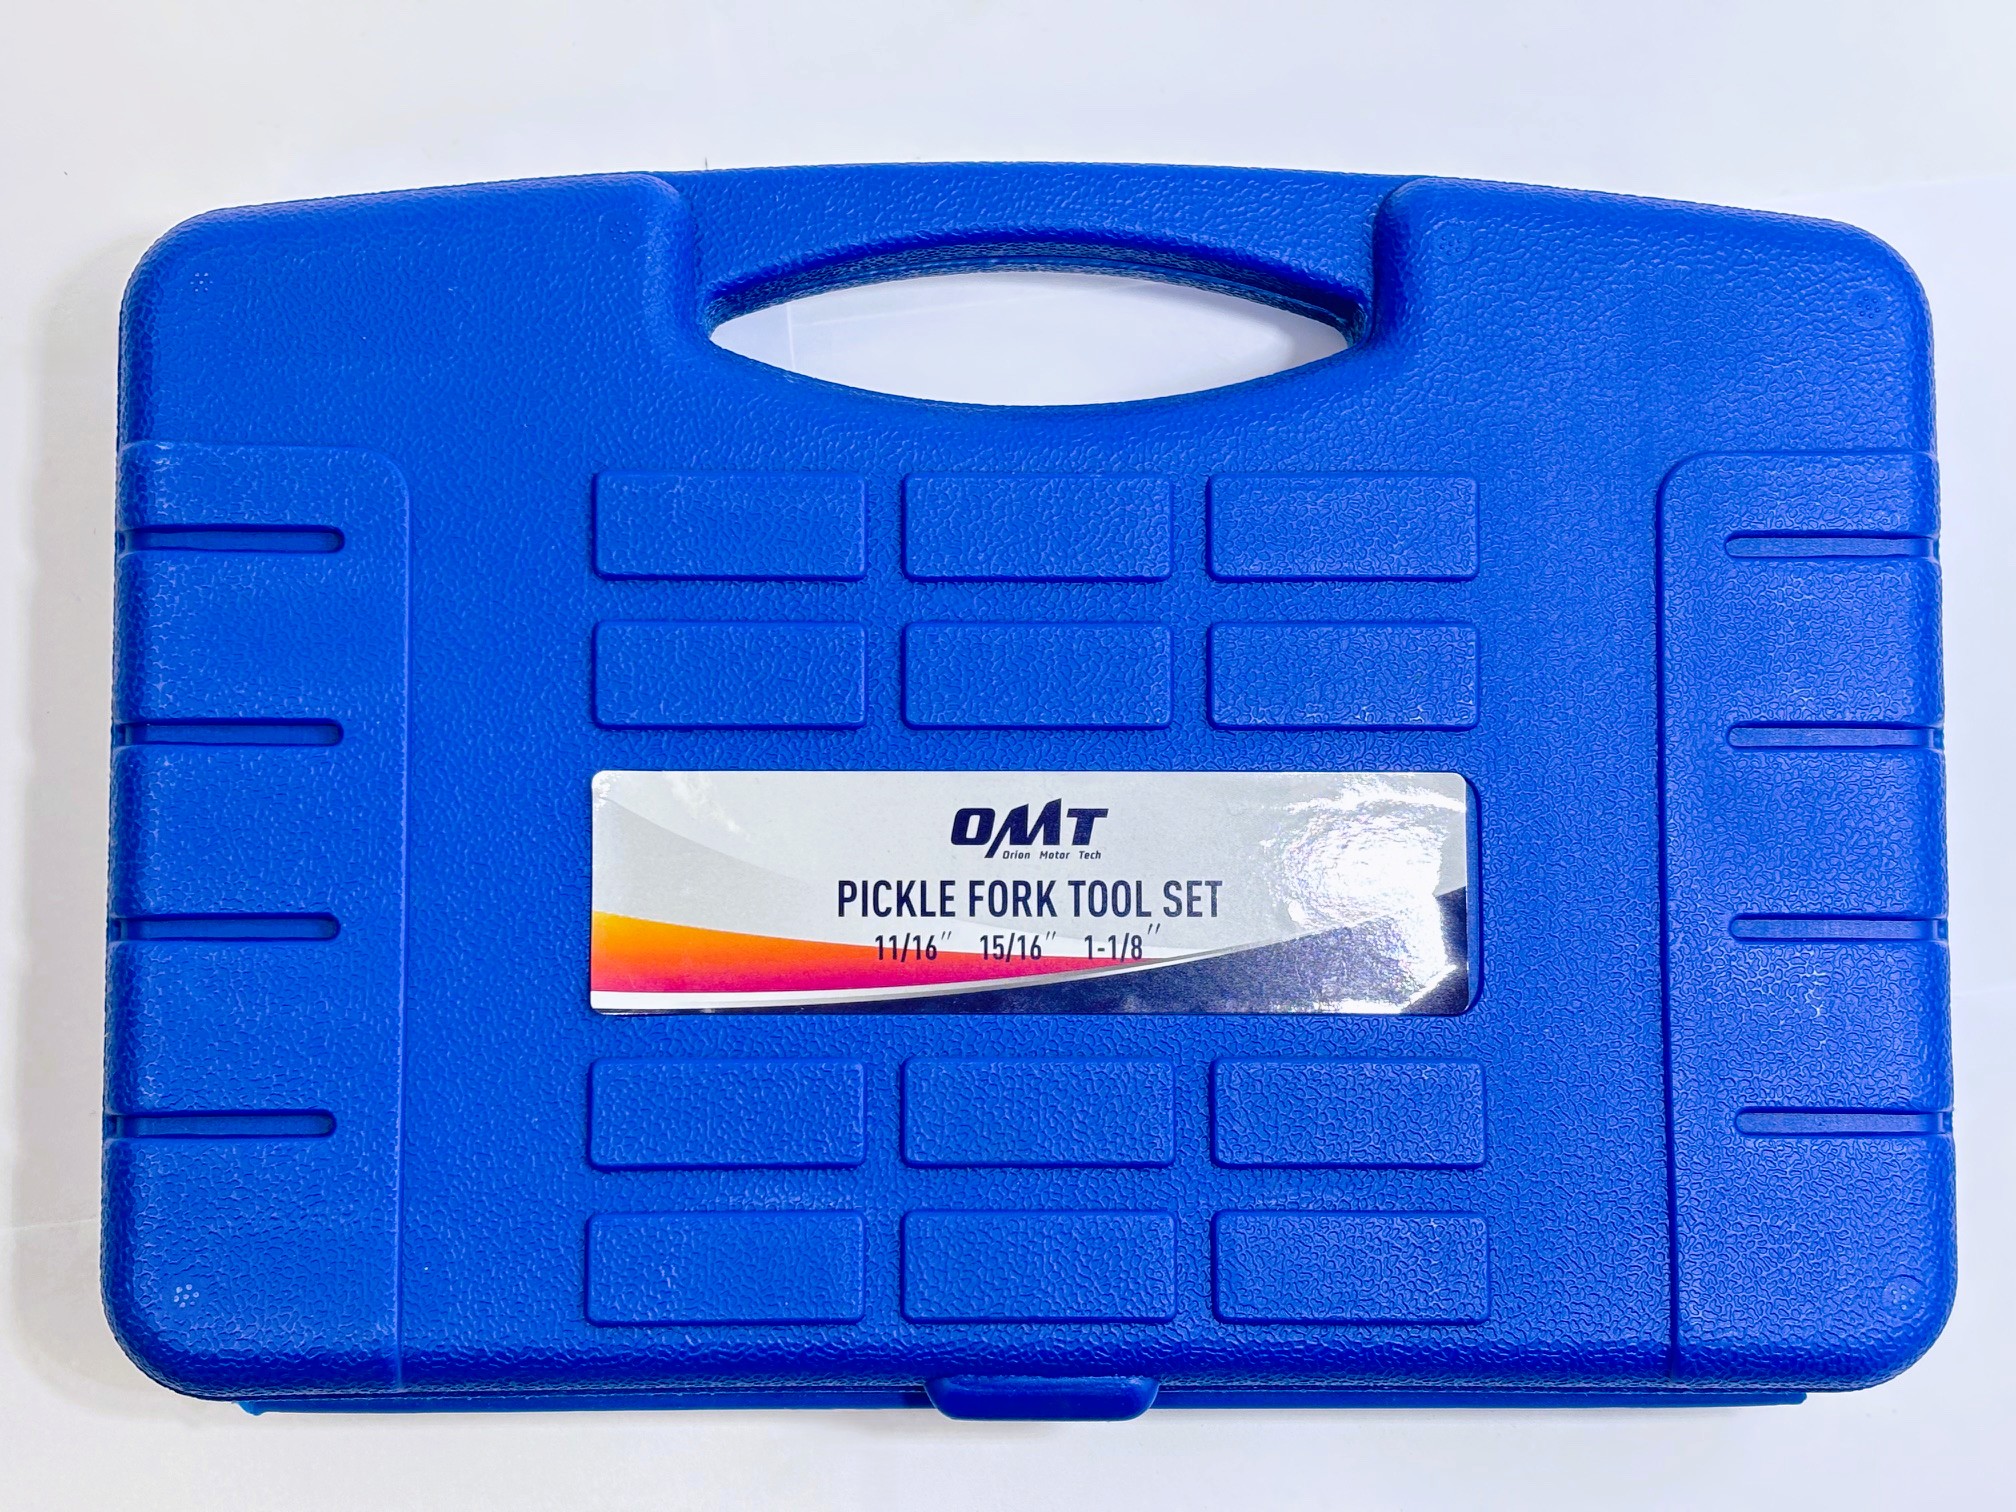 OMT
Orion Motor Tech
PICKLE FORK TOOL SET
11/16" 15/16" 1-1/8"